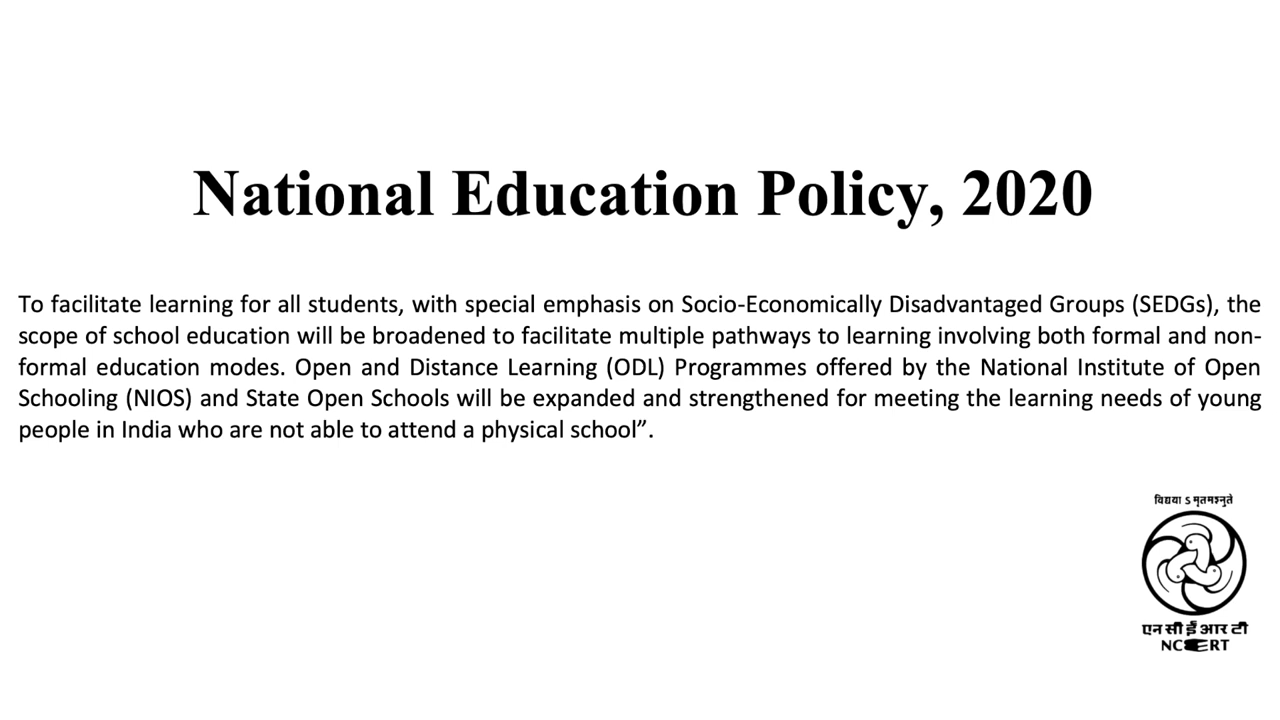 National Education Policy, 2020
To facilitate learning for all students, with special emphasis on Socio-Economically Disadvantaged Groups (SEDGs), the
scope of school education will be broadened to facilitate multiple pathways to learning involving both formal and non-
formal education modes. Open and Distance Learning (ODL) Programmes offered by the National Institute of Open
Schooling (NIOS) and State Open Schools will be expanded and strengthened for meeting the learning needs of young
people in India who are not able to attend a physical school”.
विद्यया ऽ मृतमश्नुते
एन सी ई आर टी
NCERT